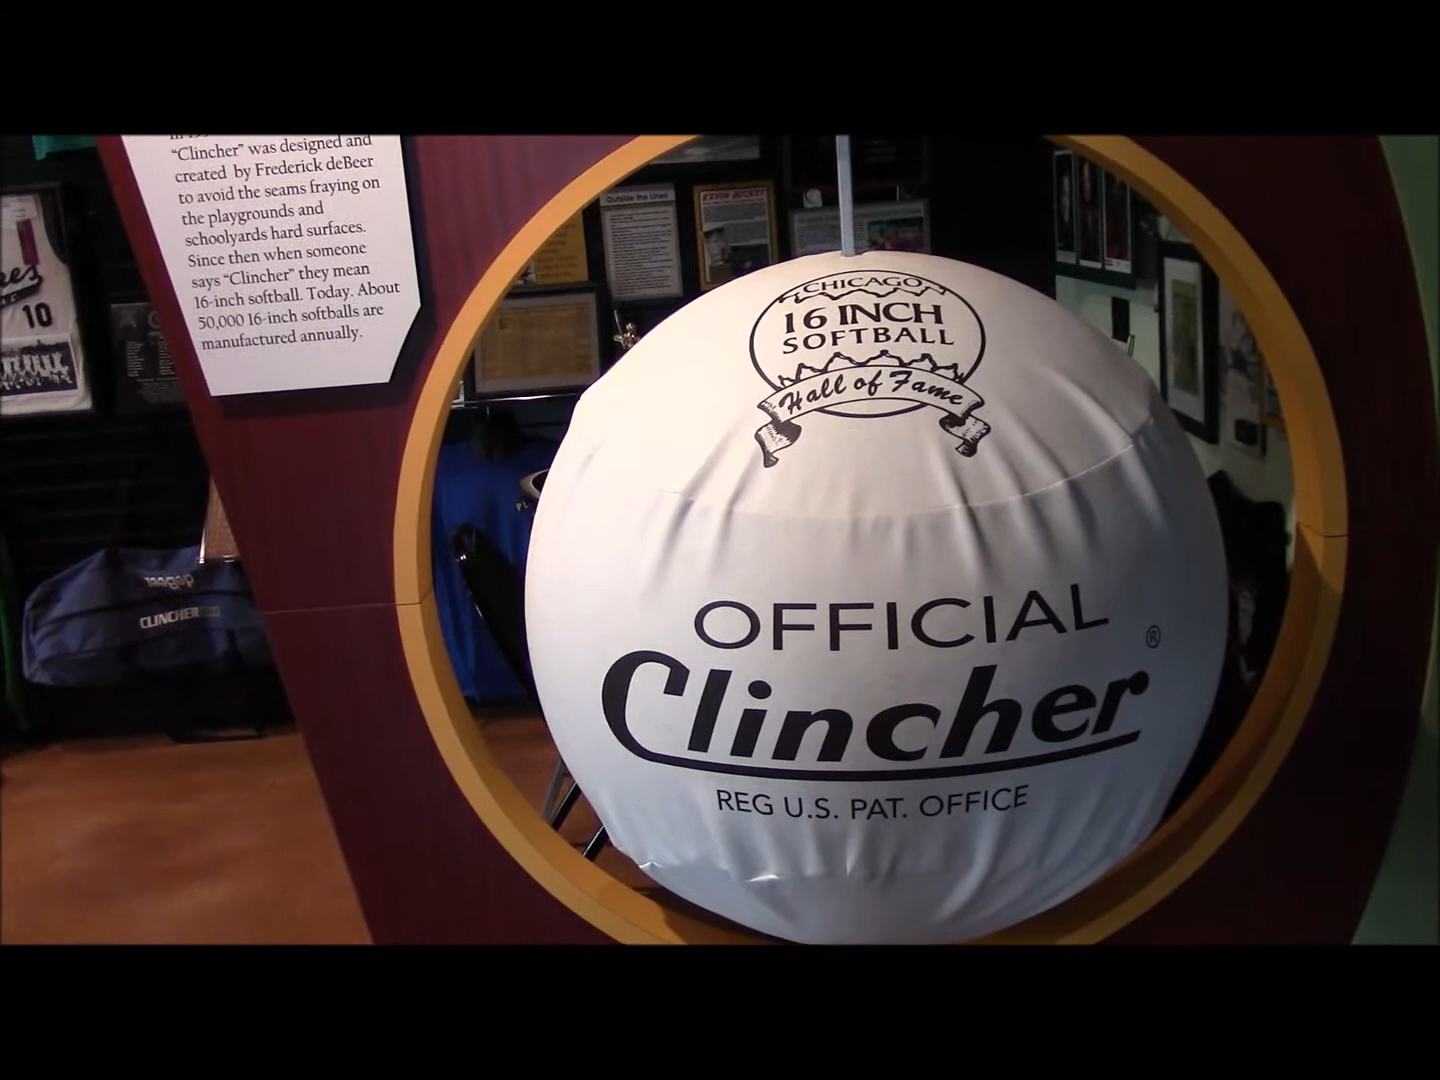 "Clincher" was designed and
created by Frederick deBeer
to avoid the seams fraying on
the playgrounds and
schoolyards hard surfaces.
Since then when someone
says "Clincher" they mean
16-inch softball. Today. About
50,000 16-inch softballs are
manufactured annually.
10
Outside the Lines
CHICAGO
16 INCH
SOFTBALL
Hall of Fame
OFFICIAL
Clincher®
REG U.S. PAT. OFFICE
deBeer
CLINCHER